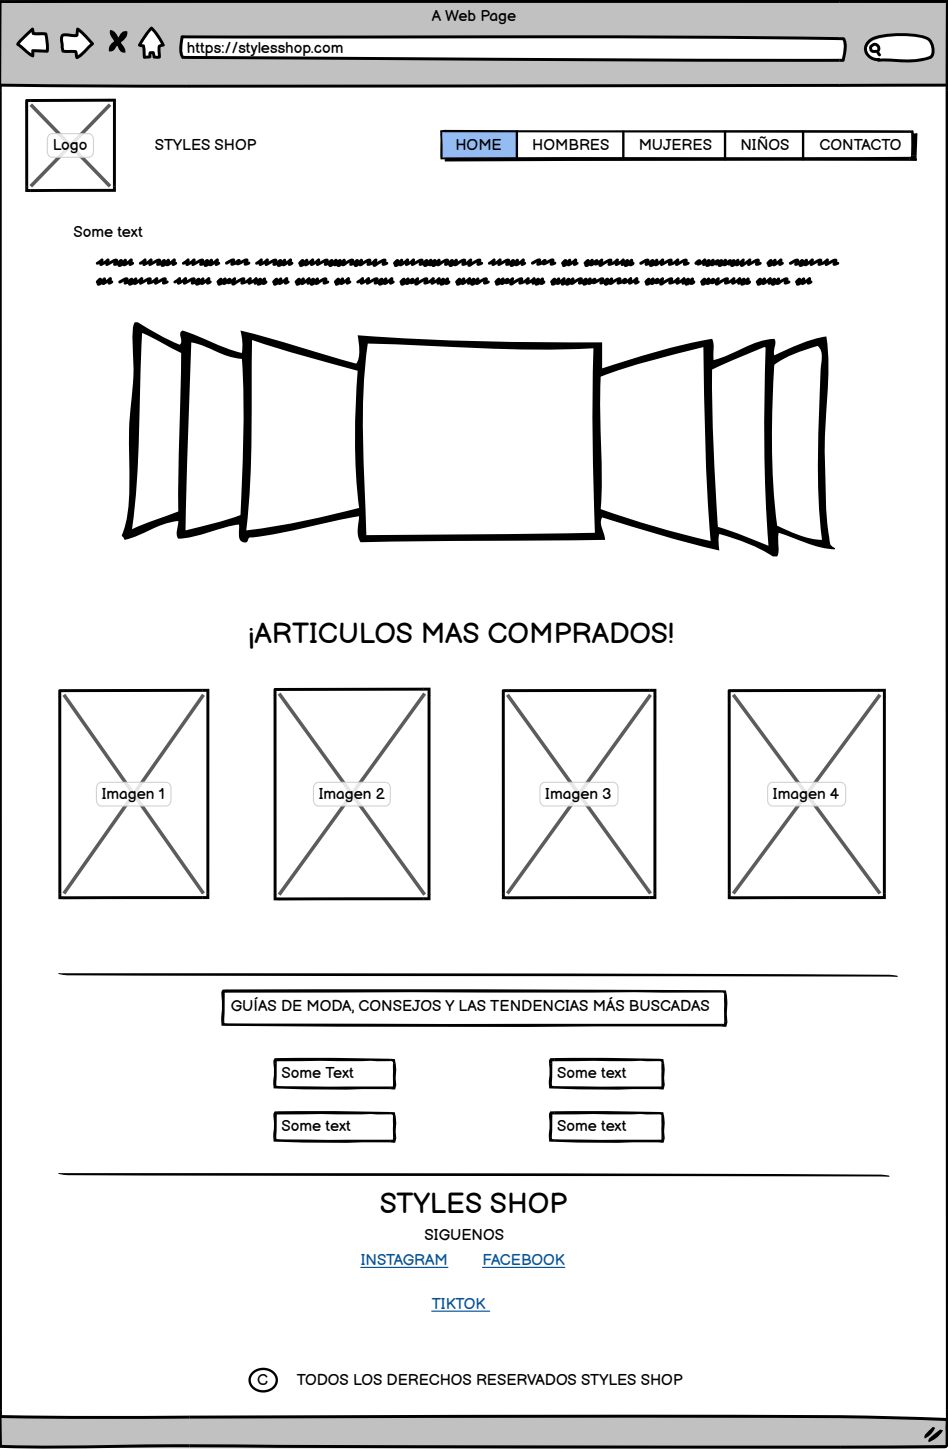 A Web Page
https://stylesshop.com
Logo
STYLES SHOP
HOME HOMBRES MUJERES NIÑOS CONTACTO
Some text
¡ARTICULOS MAS COMPRADOS!
Imagen 1 Imagen 2 Imagen 3 Imagen 4
GUÍAS DE MODA, CONSEJOS Y LAS TENDENCIAS MÁS BUSCADAS
Some Text Some text
Some text Some text
STYLES SHOP
SIGUENOS
INSTAGRAM FACEBOOK
TIKTOK
C TODOS LOS DERECHOS RESERVADOS STYLES SHOP